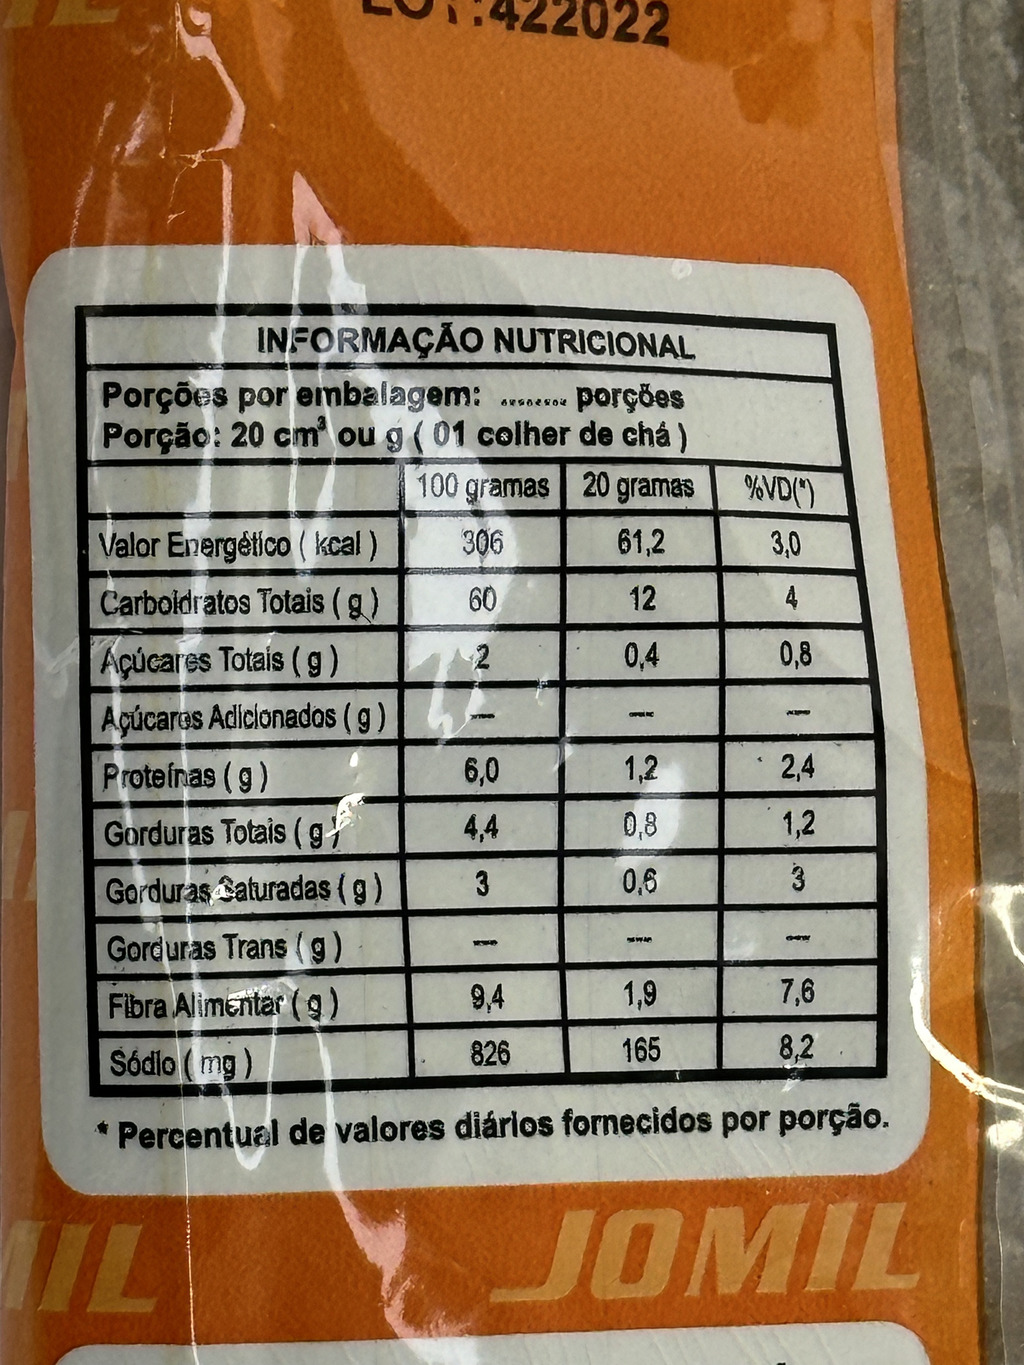 LOT:422022
INFORMAÇÃO NUTRICIONAL
Porções por embalagem: ........ porções
Porção: 20 cm³ ou g ( 01 colher de chá )
100 gramas 20 gramas %VD(*)
Valor Energético ( kcal ) 306 61,2 3,0
Carboidratos Totais ( g ) 60 12 4
Açúcares Totais ( g ) 2 0,4 0,8
Açúcares Adicionados ( g ) --- --- ---
Proteínas ( g ) 6,0 1,2 2,4
Gorduras Totais ( g ) 4,4 0,8 1,2
Gorduras Saturadas ( g ) 3 0,6 3
Gorduras Trans ( g ) --- --- ---
Fibra Alimentar ( g ) 9,4 1,9 7,6
Sódio ( mg ) 826 165 8,2
* Percentual de valores diários fornecidos por porção.
MIL JOMIL